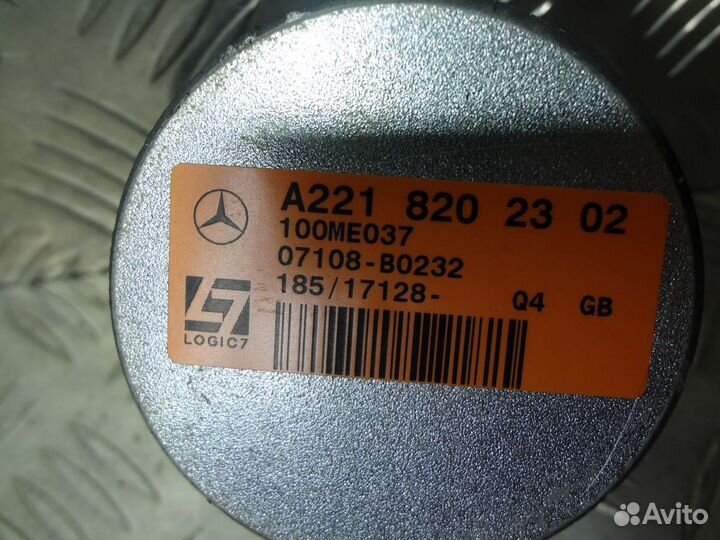 A221 820 23 02
100ME037
07108-B0232
185/17128- Q4 GB
LOGIC7
Avito